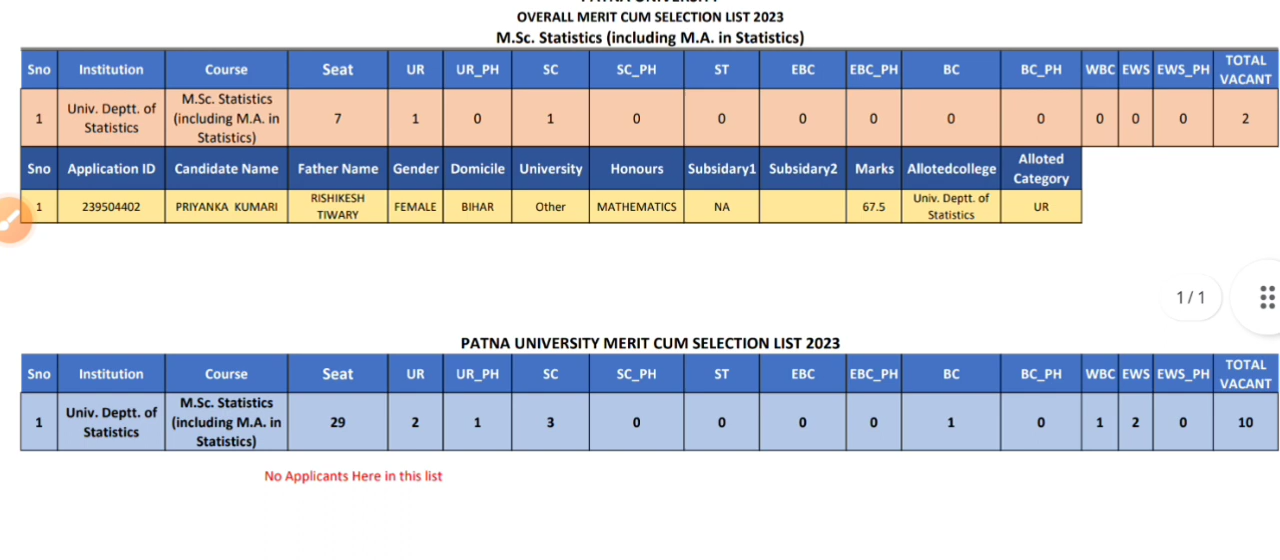 OVERALL MERIT CUM SELECTION LIST 2023
M.Sc. Statistics (including M.A. in Statistics)
Sno Institution Course Seat UR UR_PH SC SC_PH ST EBC EBC_PH BC BC_PH WBC EWS EWS_PH TOTAL VACANT
1 Univ. Deptt. of Statistics M.Sc. Statistics (including M.A. in Statistics) 7 1 0 1 0 0 0 0 0 0 0 0 0 2
Sno Application ID Candidate Name Father Name Gender Domicile University Honours Subsidary1 Subsidary2 Marks Allotedcollege Alloted Category
1 239504402 PRIYANKA KUMARI RISHIKESH TIWARY FEMALE BIHAR Other MATHEMATICS NA 67.5 Univ. Deptt. of Statistics UR
1 / 1
PATNA UNIVERSITY MERIT CUM SELECTION LIST 2023
Sno Institution Course Seat UR UR_PH SC SC_PH ST EBC EBC_PH BC BC_PH WBC EWS EWS_PH TOTAL VACANT
1 Univ. Deptt. of Statistics M.Sc. Statistics (including M.A. in Statistics) 29 2 1 3 0 0 0 0 1 0 1 2 0 10
No Applicants Here in this list